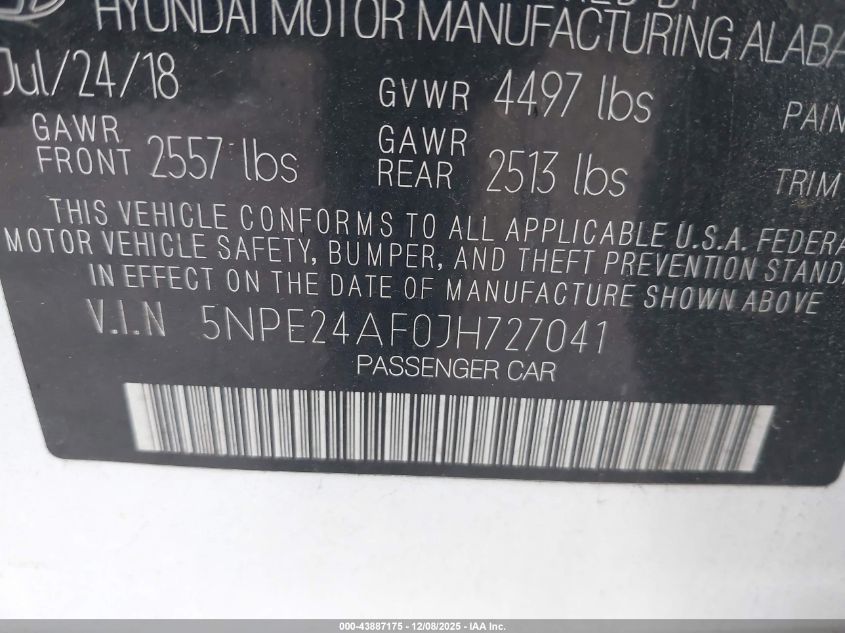 HYUNDAI MOTOR MANUFACTURING
Jul/24/18
GVWR 4497 lbs
GAWR FRONT 2557 lbs
GAWR REAR 2513 lbs
TRIM
THIS VEHICLE CONFORMS TO ALL APPLICABLE U.S.A. FEDERA
MOTOR VEHICLE SAFETY, BUMPER, AND THEFT PREVENTION STAND
IN EFFECT ON THE DATE OF MANUFACTURE SHOWN ABOVE
V.I.N 5NPE24AF0JH727041
PASSENGER CAR
000-43887175 - 12/08/2025 - IAA Inc.